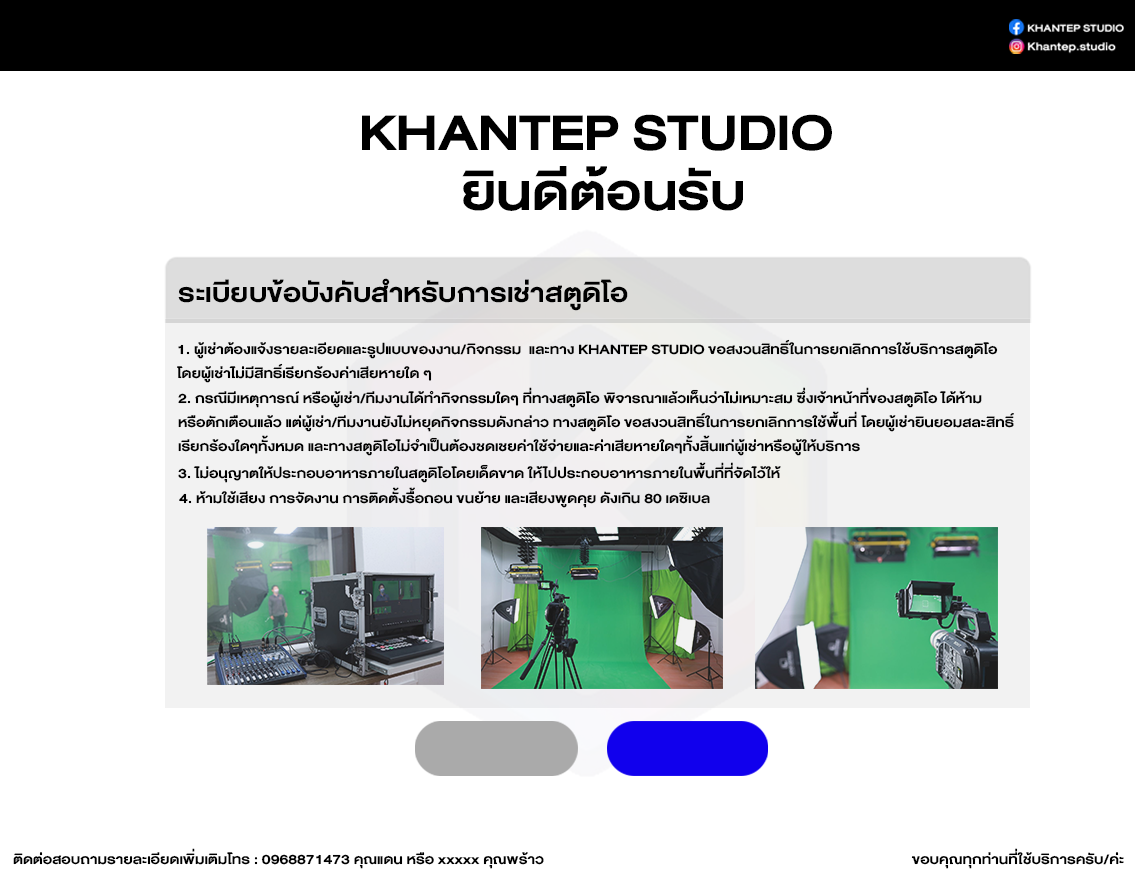 KHANTEP STUDIO
Khantep.studio
KHANTEP STUDIO
ยินดีต้อนรับ
ระเบียบข้อบังคับสำหรับการเช่าสตูดิโอ
1. ผู้เช่าต้องแจ้งรายละเอียดและรูปแบบของงาน/กิจกรรม และทาง KHANTEP STUDIO ขอสงวนสิทธิ์ในการยกเลิกการใช้บริการสตูดิโอ
โดยผู้เช่าไม่มีสิทธิ์เรียกร้องค่าเสียหายใด ๆ
2. กรณีมีเหตุการณ์ หรือผู้เช่า/ทีมงานได้ทำกิจกรรมใดๆ ที่ทางสตูดิโอ พิจารณาแล้วเห็นว่าไม่เหมาะสม ซึ่งเจ้าหน้าที่ของสตูดิโอ ได้ห้าม
หรือตักเตือนแล้ว แต่ผู้เช่า/ทีมงานยังไม่หยุดกิจกรรมดังกล่าว ทางสตูดิโอ ขอสงวนสิทธิ์ในการยกเลิกการใช้พื้นที่ โดยผู้เช่ายินยอมสละสิทธิ์
เรียกร้องใดๆทั้งหมด และทางสตูดิโอไม่จำเป็นต้องชดเชยค่าใช้จ่ายและค่าเสียหายใดๆทั้งสิ้นแก่ผู้เช่าหรือผู้ให้บริการ
3. ไม่อนุญาตให้ประกอบอาหารภายในสตูดิโอโดยเด็ดขาด ให้ไปประกอบอาหารภายในพื้นที่ที่จัดไว้ให้
4. ห้ามใช้เสียง การจัดงาน การติดตั้งรื้อถอน ขนย้าย และเสียงพูดคุย ดังเกิน 80 เดซิเบล
ติดต่อสอบถามรายละเอียดเพิ่มเติมโทร : 0968871473 คุณแดน หรือ xxxxx คุณพร้าว
ขอบคุณทุกท่านที่ใช้บริการครับ/ค่ะ